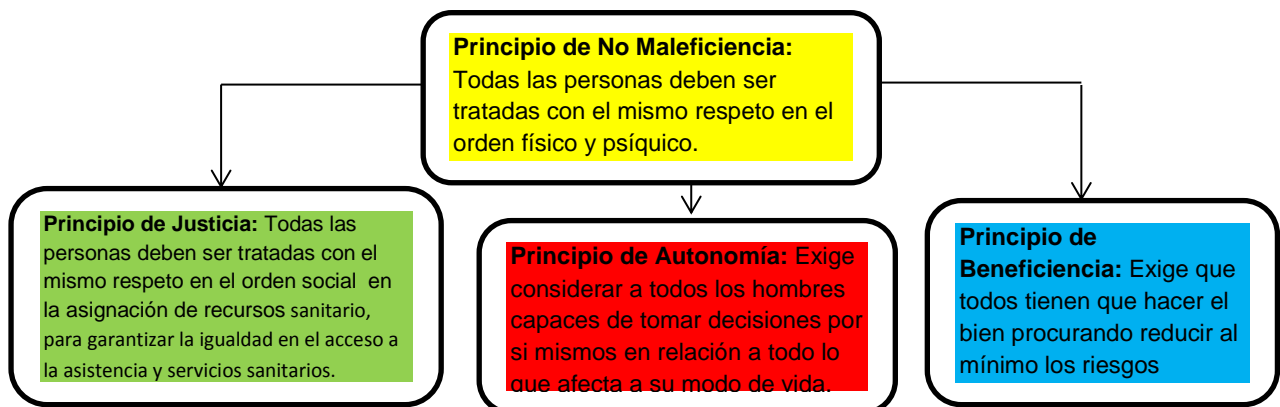 Principio de No Maleficiencia:
Todas las personas deben ser
tratadas con el mismo respeto en el
orden físico y psíquico.
Principio de Justicia: Todas las
personas deben ser tratadas con el
mismo respeto en el orden social en
la asignación de recursos sanitario,
para garantizar la igualdad en el acceso a
la asistencia y servicios sanitarios.
Principio de Autonomía: Exige
considerar a todos los hombres
capaces de tomar decisiones por
si mismos en relación a todo lo
que afecta a su modo de vida.
Principio de
Beneficiencia: Exige que
todos tienen que hacer el
bien procurando reducir al
mínimo los riesgos